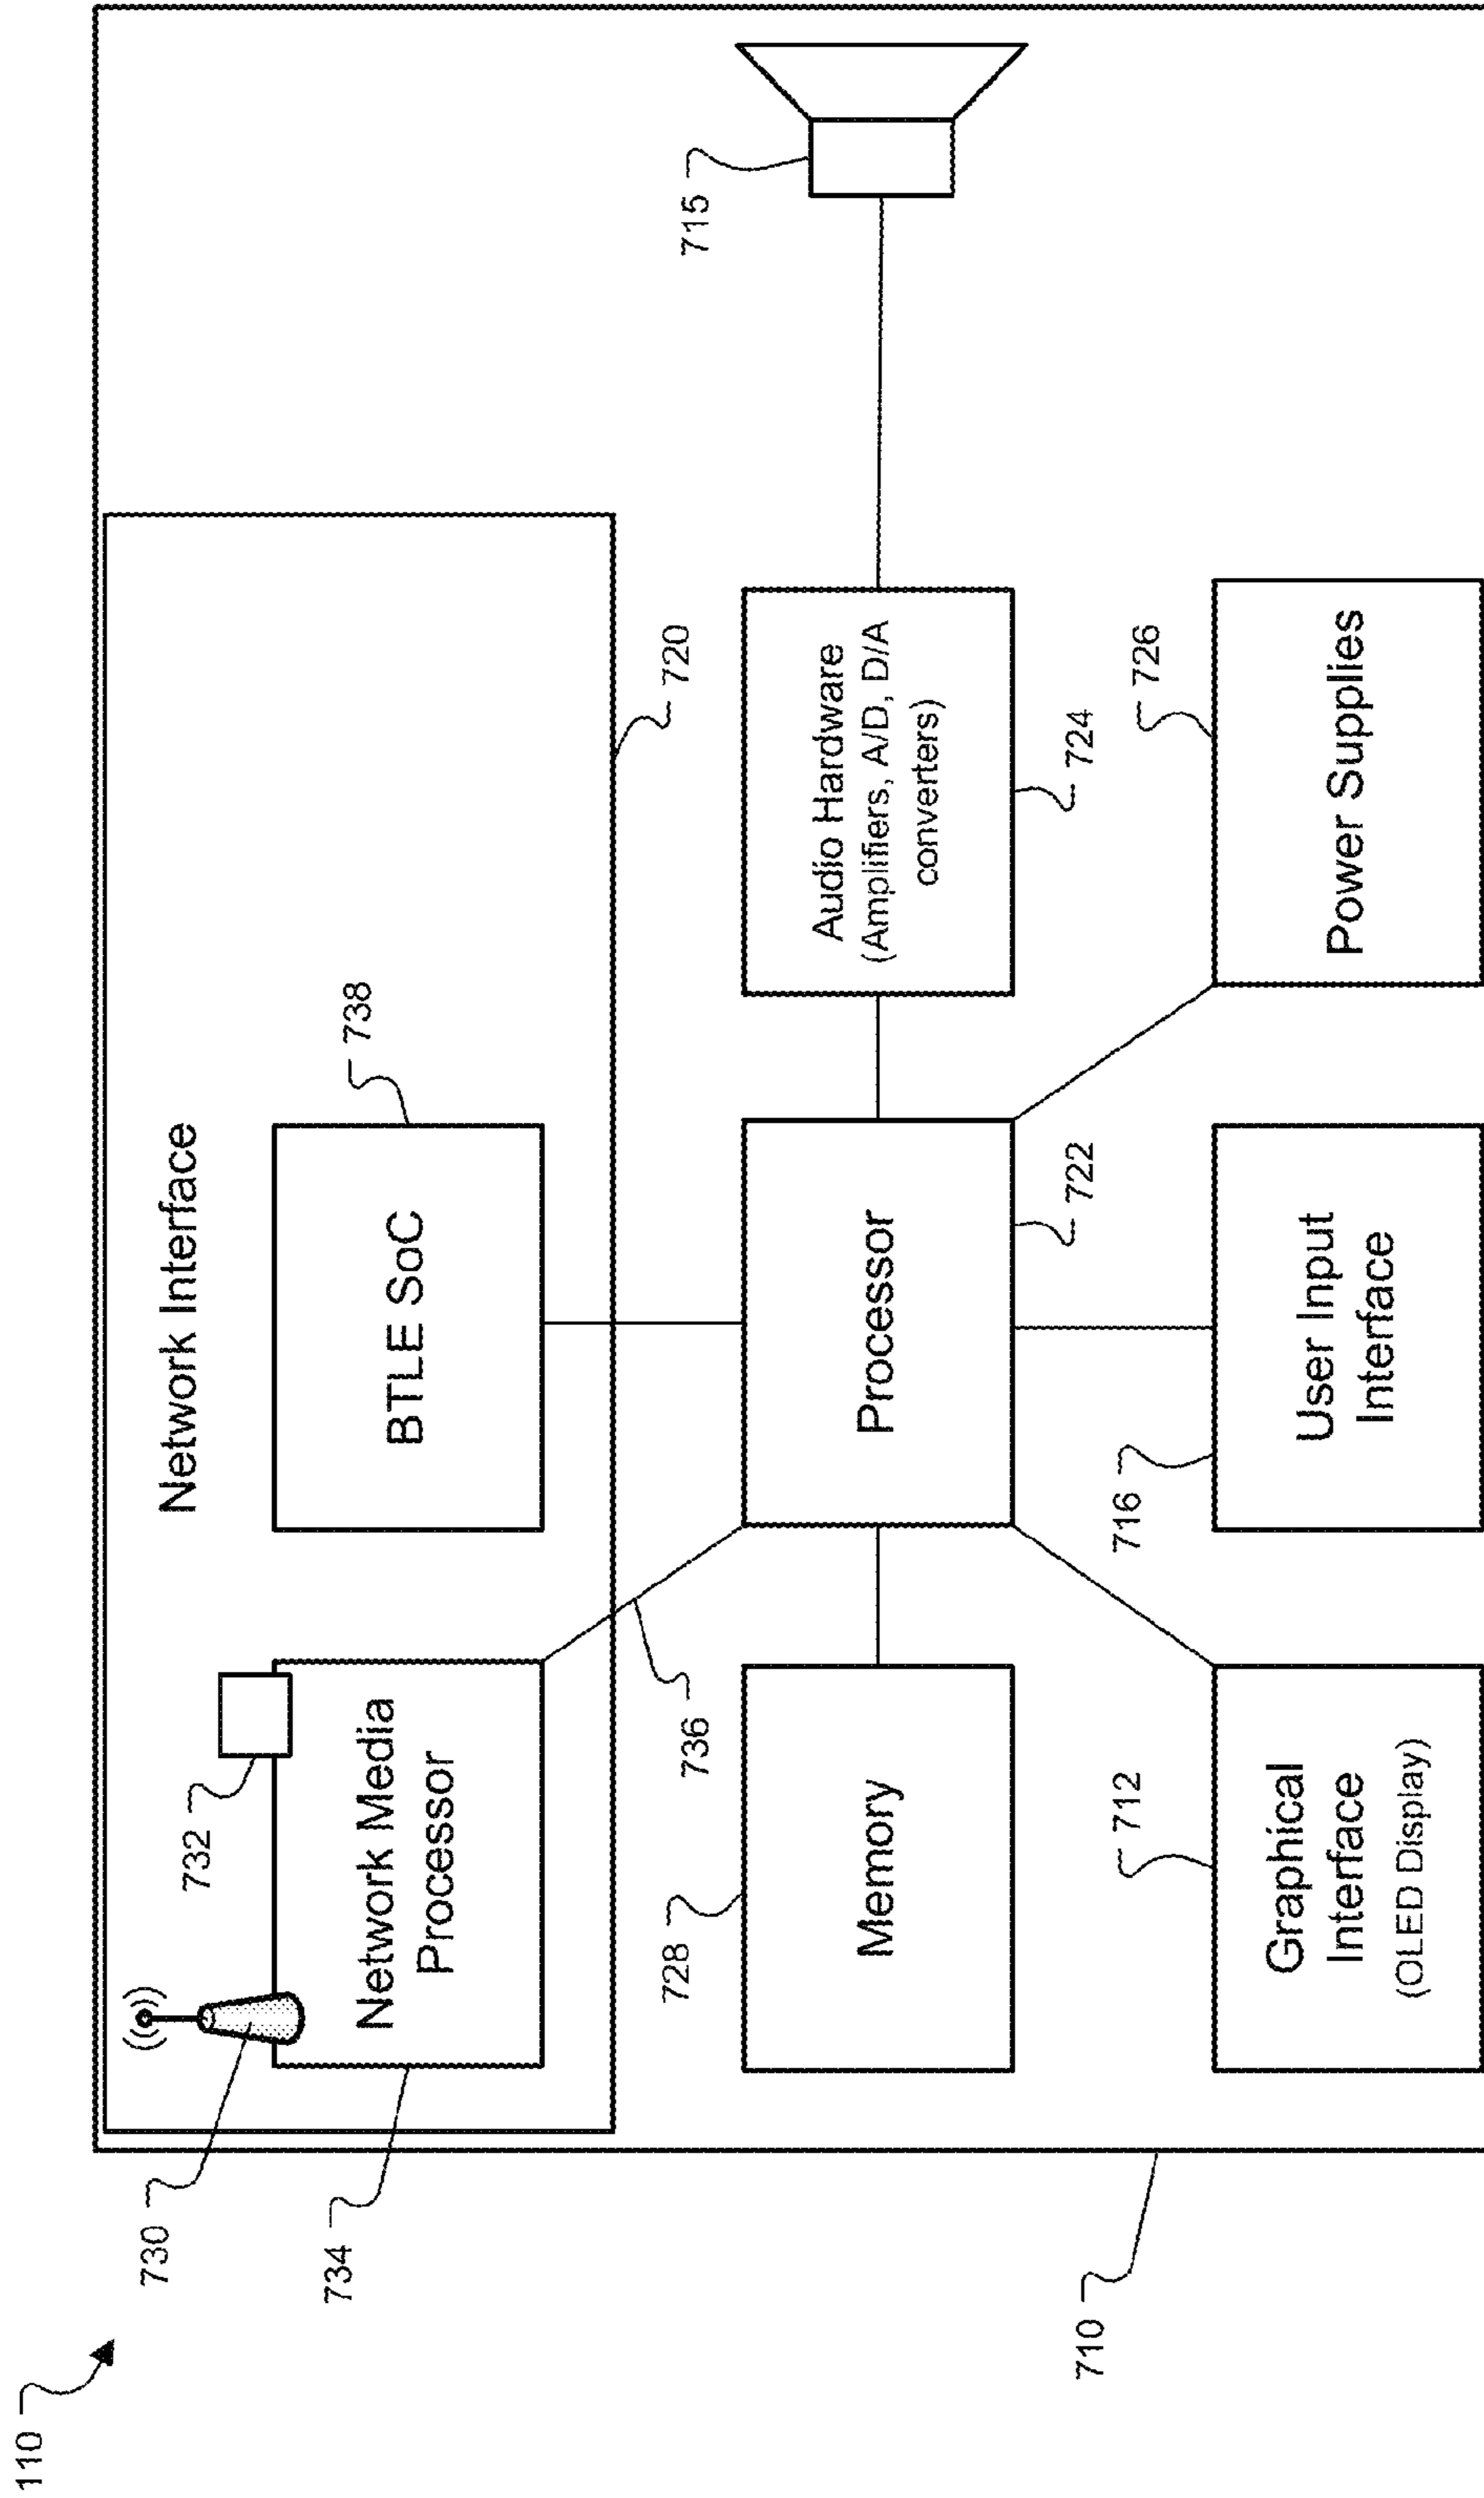 110
730
732
Network Interface
734
Network Media
Processor
BTLE SoC
738
736
720
728
Memory
Processor
722
Audio Hardware
(Amplifiers, A/D, D/A
converters)
724
715
710
712
Graphical
Interface
(OLED Display)
716
User Input
Interface
726
Power Supplies